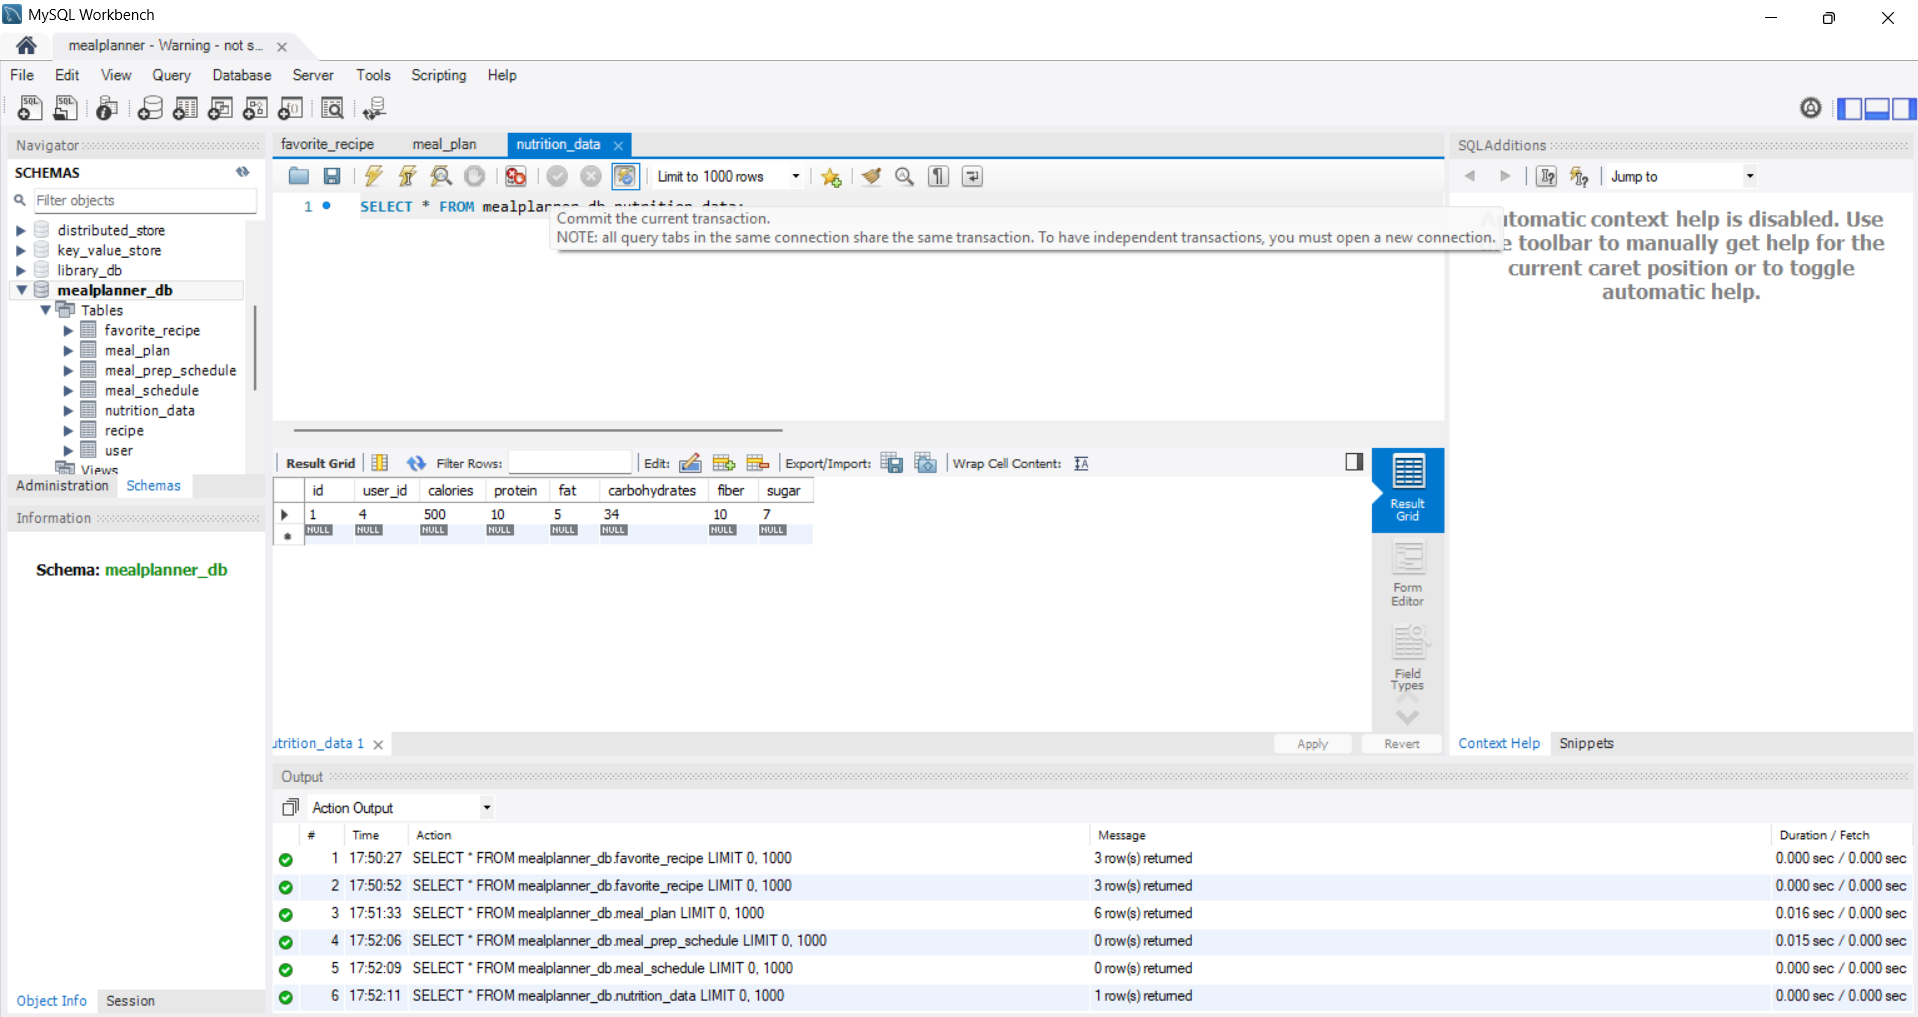 MySQL Workbench
mealplanner - Warning - not s...
File Edit View Query Database Server Tools Scripting Help
Navigator
SCHEMAS
Filter objects
distributed_store
key_value_store
library_db
mealplanner_db
Tables
favorite_recipe
meal_plan
meal_prep_schedule
meal_schedule
nutrition_data
recipe
user
Views
Administration Schemas
Information
Schema: mealplanner_db
Object Info Session
favorite_recipe meal_plan nutrition_data
Limit to 1000 rows
1 SELECT * FROM mealplanner_db.nutrition_data;
Commit the current transaction.
NOTE: all query tabs in the same connection share the same transaction. To have independent transactions, you must open a new connection.
Result Grid Filter Rows: Edit: Export/Import: Wrap Cell Content:
id user_id calories protein fat carbohydrates fiber sugar
1 4 500 10 5 34 10 7
NULL NULL NULL NULL NULL NULL NULL NULL
Result
Grid
Form
Editor
Field
Types
utrition_data 1
Apply Revert
SQLAdditions
Jump to
utomatic context help is disabled. Use
e toolbar to manually get help for the
current caret position or to toggle
automatic help.
Context Help Snippets
Output
Action Output
# Time Action Message Duration / Fetch
1 17:50:27 SELECT * FROM mealplanner_db.favorite_recipe LIMIT 0, 1000 3 row(s) returned 0.000 sec / 0.000 sec
2 17:50:52 SELECT * FROM mealplanner_db.favorite_recipe LIMIT 0, 1000 3 row(s) returned 0.000 sec / 0.000 sec
3 17:51:33 SELECT * FROM mealplanner_db.meal_plan LIMIT 0, 1000 6 row(s) returned 0.016 sec / 0.000 sec
4 17:52:06 SELECT * FROM mealplanner_db.meal_prep_schedule LIMIT 0, 1000 0 row(s) returned 0.015 sec / 0.000 sec
5 17:52:09 SELECT * FROM mealplanner_db.meal_schedule LIMIT 0, 1000 0 row(s) returned 0.000 sec / 0.000 sec
6 17:52:11 SELECT * FROM mealplanner_db.nutrition_data LIMIT 0, 1000 1 row(s) returned 0.000 sec / 0.000 sec